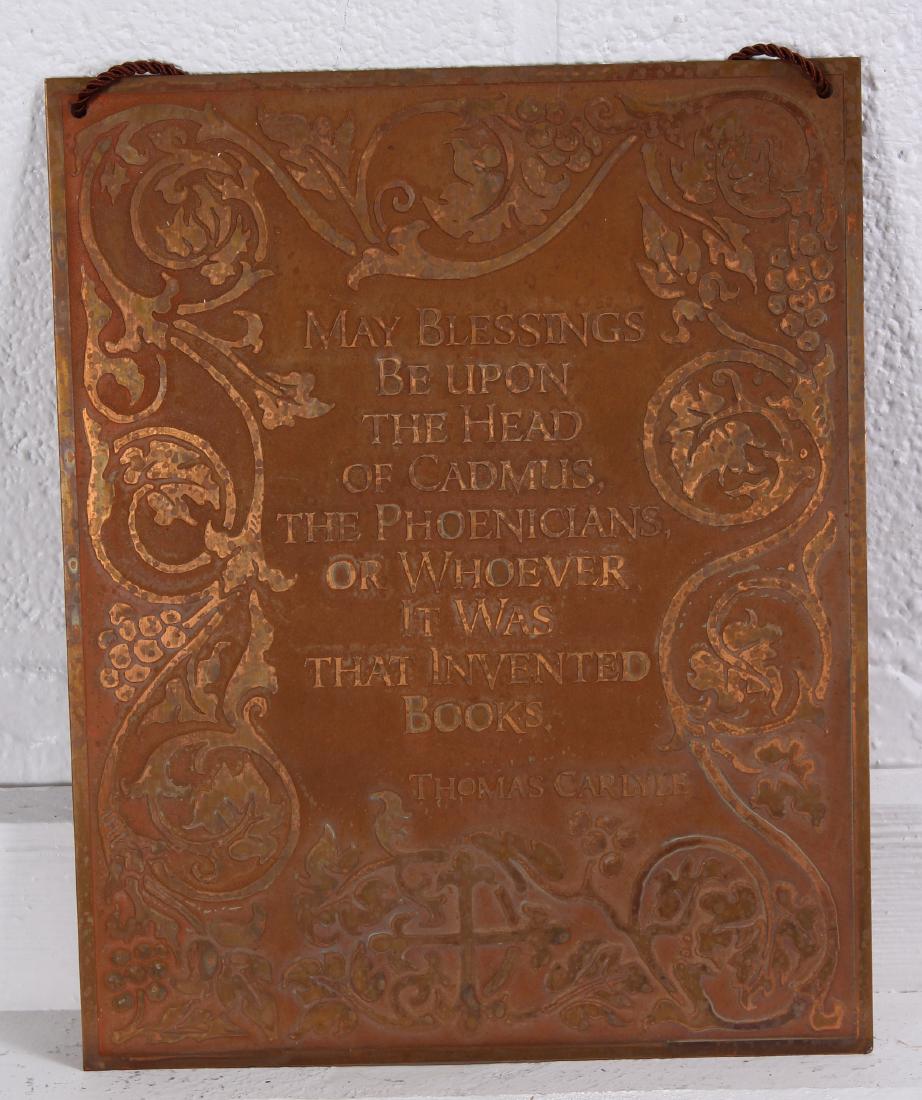 May Blessings
Be upon
the Head
of Cadmus,
the Phoenicians,
or Whoever
it Was
that Invented
Books.
Thomas Carlyle